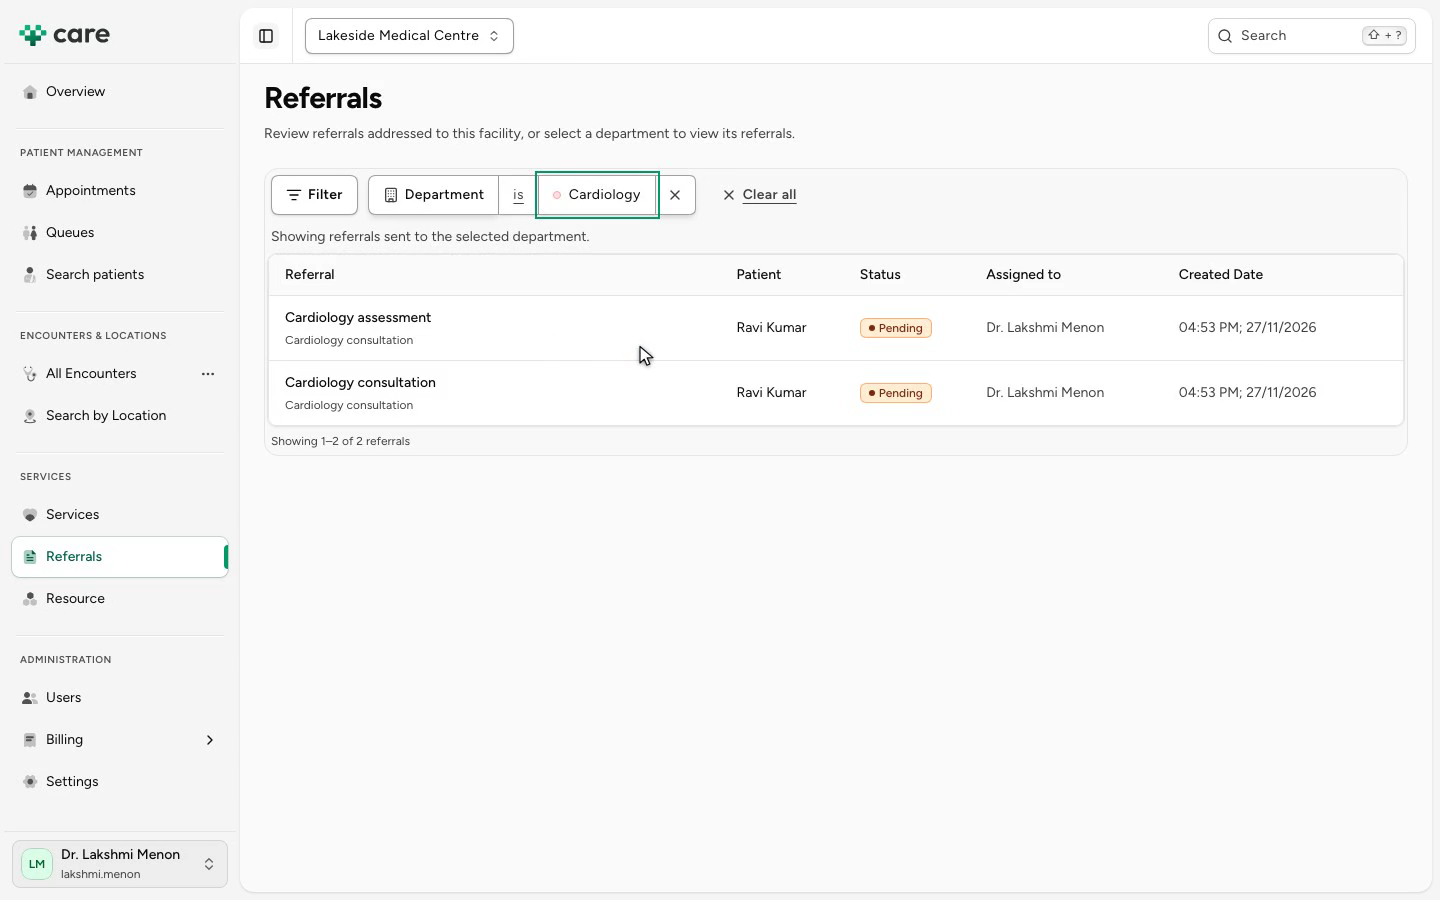 care
Lakeside Medical Centre
Search
+ ?
Overview
PATIENT MANAGEMENT
Appointments
Queues
Search patients
ENCOUNTERS & LOCATIONS
All Encounters
Search by Location
SERVICES
Services
Referrals
Resource
ADMINISTRATION
Users
Billing
Settings
LM
Dr. Lakshmi Menon
lakshmi.menon
Referrals
Review referrals addressed to this facility, or select a department to view its referrals.
Filter
Department is Cardiology
Clear all
Showing referrals sent to the selected department.
Referral Patient Status Assigned to Created Date
Cardiology assessment
Cardiology consultation
Ravi Kumar Pending Dr. Lakshmi Menon 04:53 PM; 27/11/2026
Cardiology consultation
Cardiology consultation
Ravi Kumar Pending Dr. Lakshmi Menon 04:53 PM; 27/11/2026
Showing 1–2 of 2 referrals